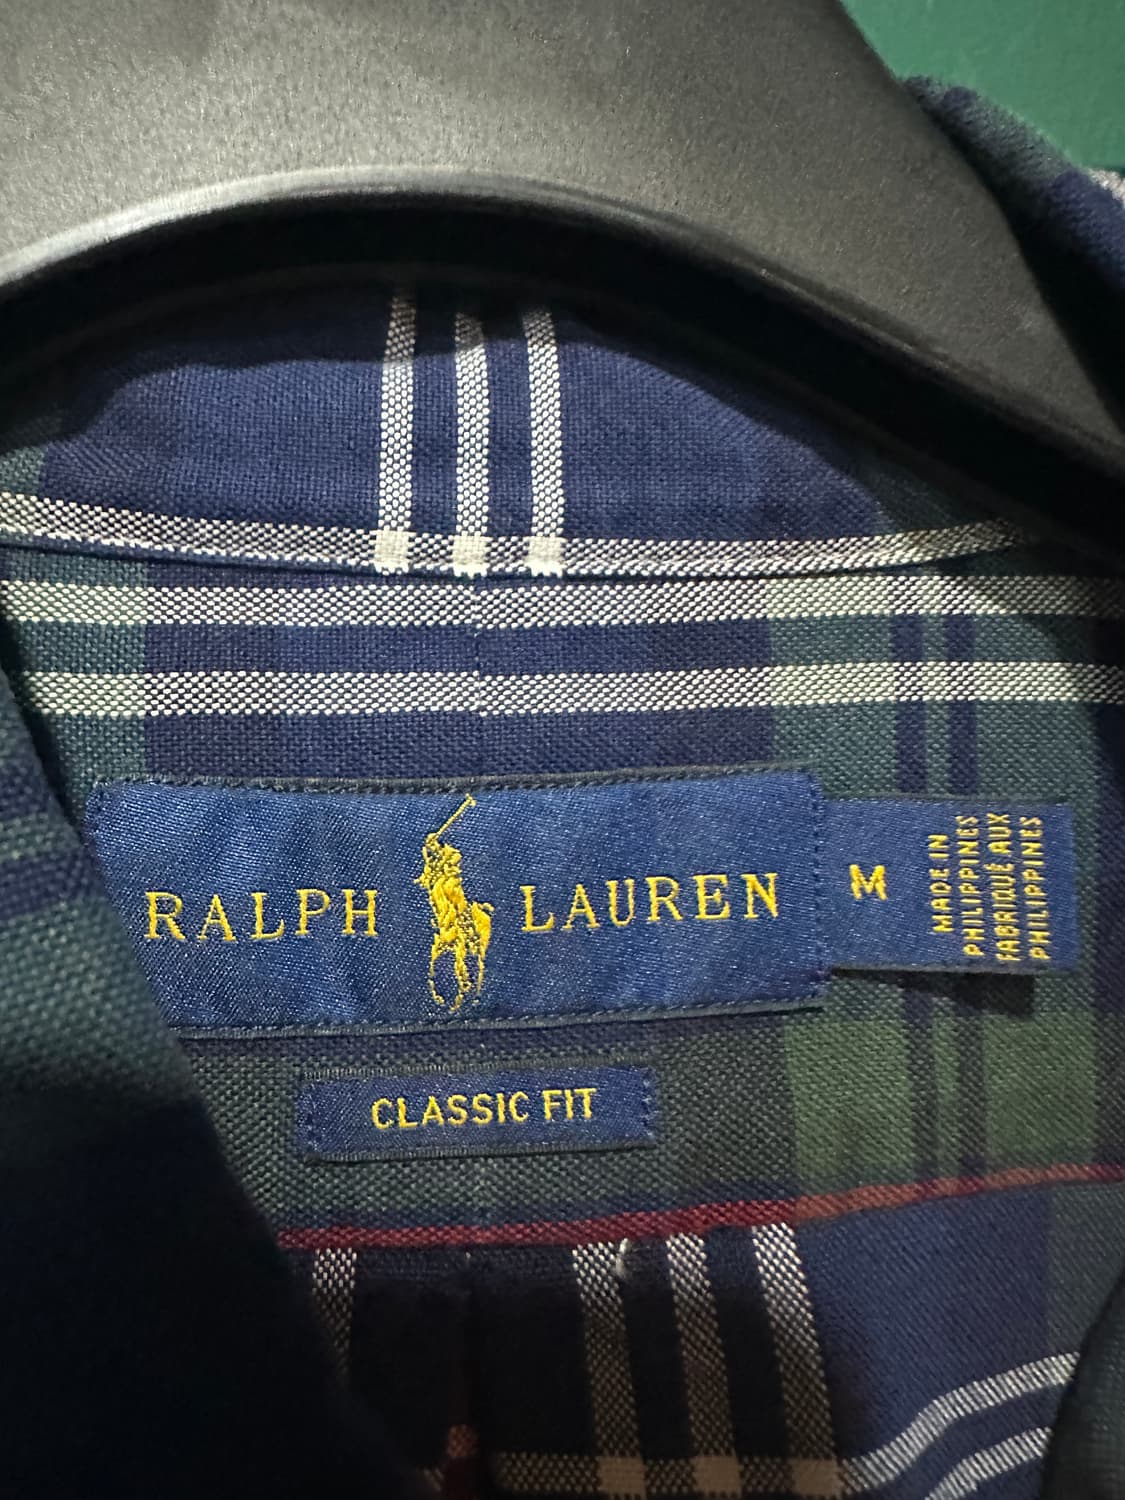 RALPH LAUREN
M
MADE IN
PHILIPPINES
FABRIQUÉ AUX
PHILIPPINES
CLASSIC FIT